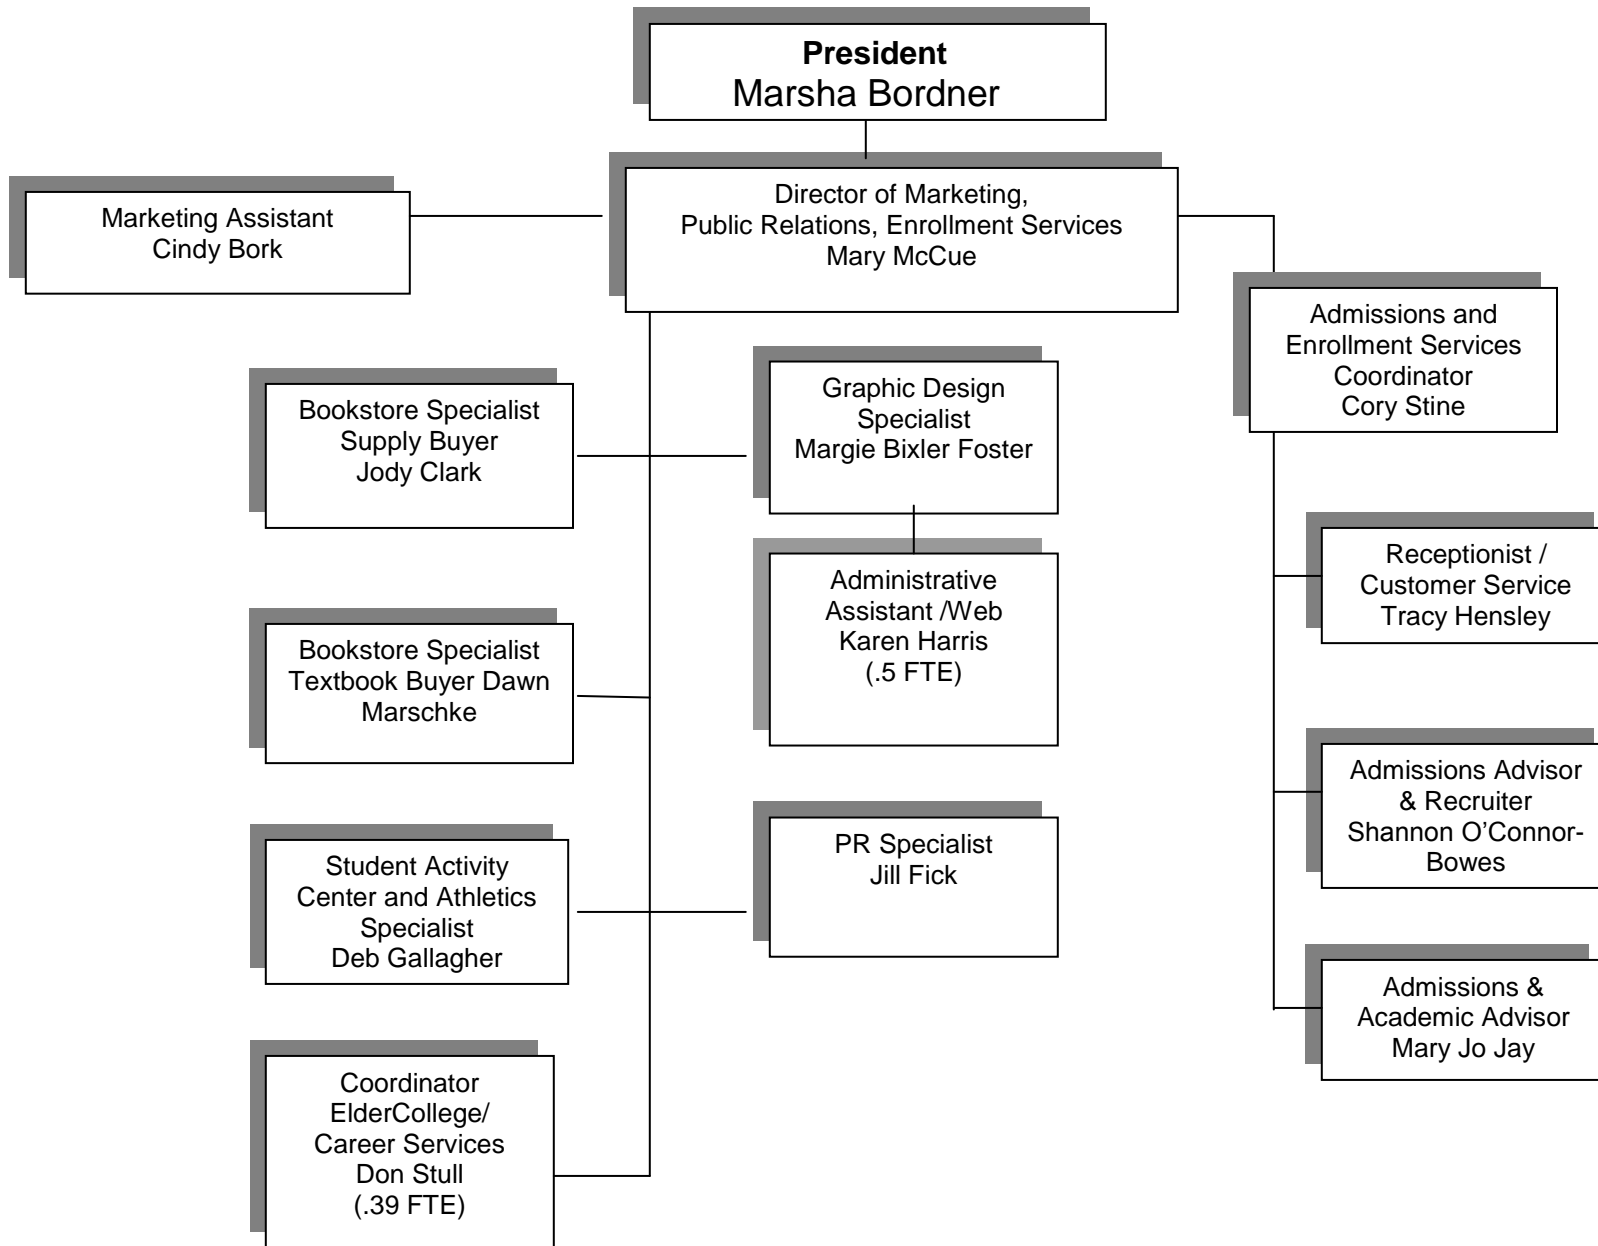 President
Marsha Bordner
Director of Marketing,
Public Relations, Enrollment Services
Mary McCue
Marketing Assistant
Cindy Bork
Admissions and
Enrollment Services
Coordinator
Cory Stine
Bookstore Specialist
Supply Buyer
Jody Clark
Graphic Design
Specialist
Margie Bixler Foster
Administrative
Assistant /Web
Karen Harris
(.5 FTE)
Receptionist /
Customer Service
Tracy Hensley
Bookstore Specialist
Textbook Buyer Dawn
Marschke
Admissions Advisor
& Recruiter
Shannon O’Connor-
Bowes
Student Activity
Center and Athletics
Specialist
Deb Gallagher
PR Specialist
Jill Fick
Admissions &
Academic Advisor
Mary Jo Jay
Coordinator
ElderCollege/
Career Services
Don Stull
(.39 FTE)